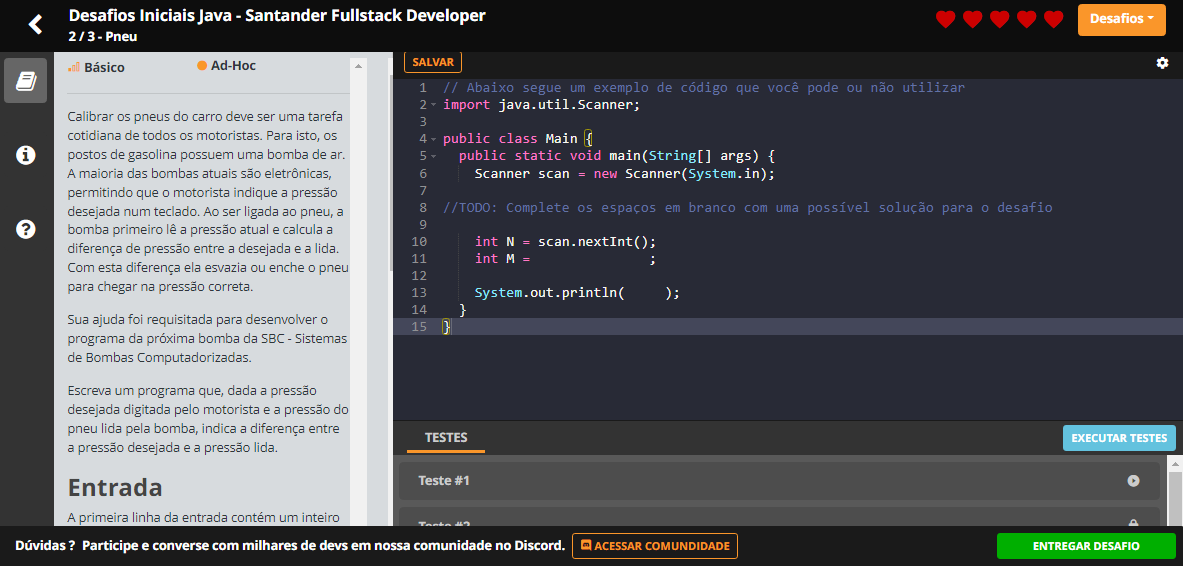 Desafios Iniciais Java - Santander Fullstack Developer
2 / 3 - Pneu
Desafios
Básico
Ad-Hoc
Calibrar os pneus do carro deve ser uma tarefa
cotidiana de todos os motoristas. Para isto, os
postos de gasolina possuem uma bomba de ar.
A maioria das bombas atuais são eletrônicas,
permitindo que o motorista indique a pressão
desejada num teclado. Ao ser ligada ao pneu, a
bomba primeiro lê a pressão atual e calcula a
diferença de pressão entre a desejada e a lida.
Com esta diferença ela esvazia ou enche o pneu
para chegar na pressão correta.
Sua ajuda foi requisitada para desenvolver o
programa da próxima bomba da SBC - Sistemas
de Bombas Computadorizadas.
Escreva um programa que, dada a pressão
desejada digitada pelo motorista e a pressão do
pneu lida pela bomba, indica a diferença entre
a pressão desejada e a pressão lida.
Entrada
A primeira linha da entrada contém um inteiro
SALVAR
1 // Abaixo segue um exemplo de código que você pode ou não utilizar
2 import java.util.Scanner;
3
4 public class Main {
5 public static void main(String[] args) {
6 Scanner scan = new Scanner(System.in);
7
8 //TODO: Complete os espaços em branco com uma possível solução para o desafio
9
10 int N = scan.nextInt();
11 int M = ;
12
13 System.out.println( );
14 }
15 }
TESTES
EXECUTAR TESTES
Teste #1
Teste #2
Dúvidas ? Participe e converse com milhares de devs em nossa comunidade no Discord.
ACESSAR COMUNDIDADE
ENTREGAR DESAFIO